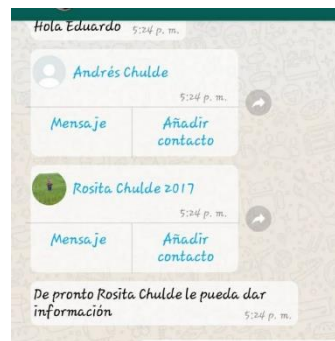 Hola Eduardo 5:24 p. m.
Andrés Chulde
5:24 p. m.
Mensaje Añadir
contacto
Rosita Chulde 2017
5:24 p. m.
Mensaje Añadir
contacto
De pronto Rosita Chulde le pueda dar
información 5:24 p. m.